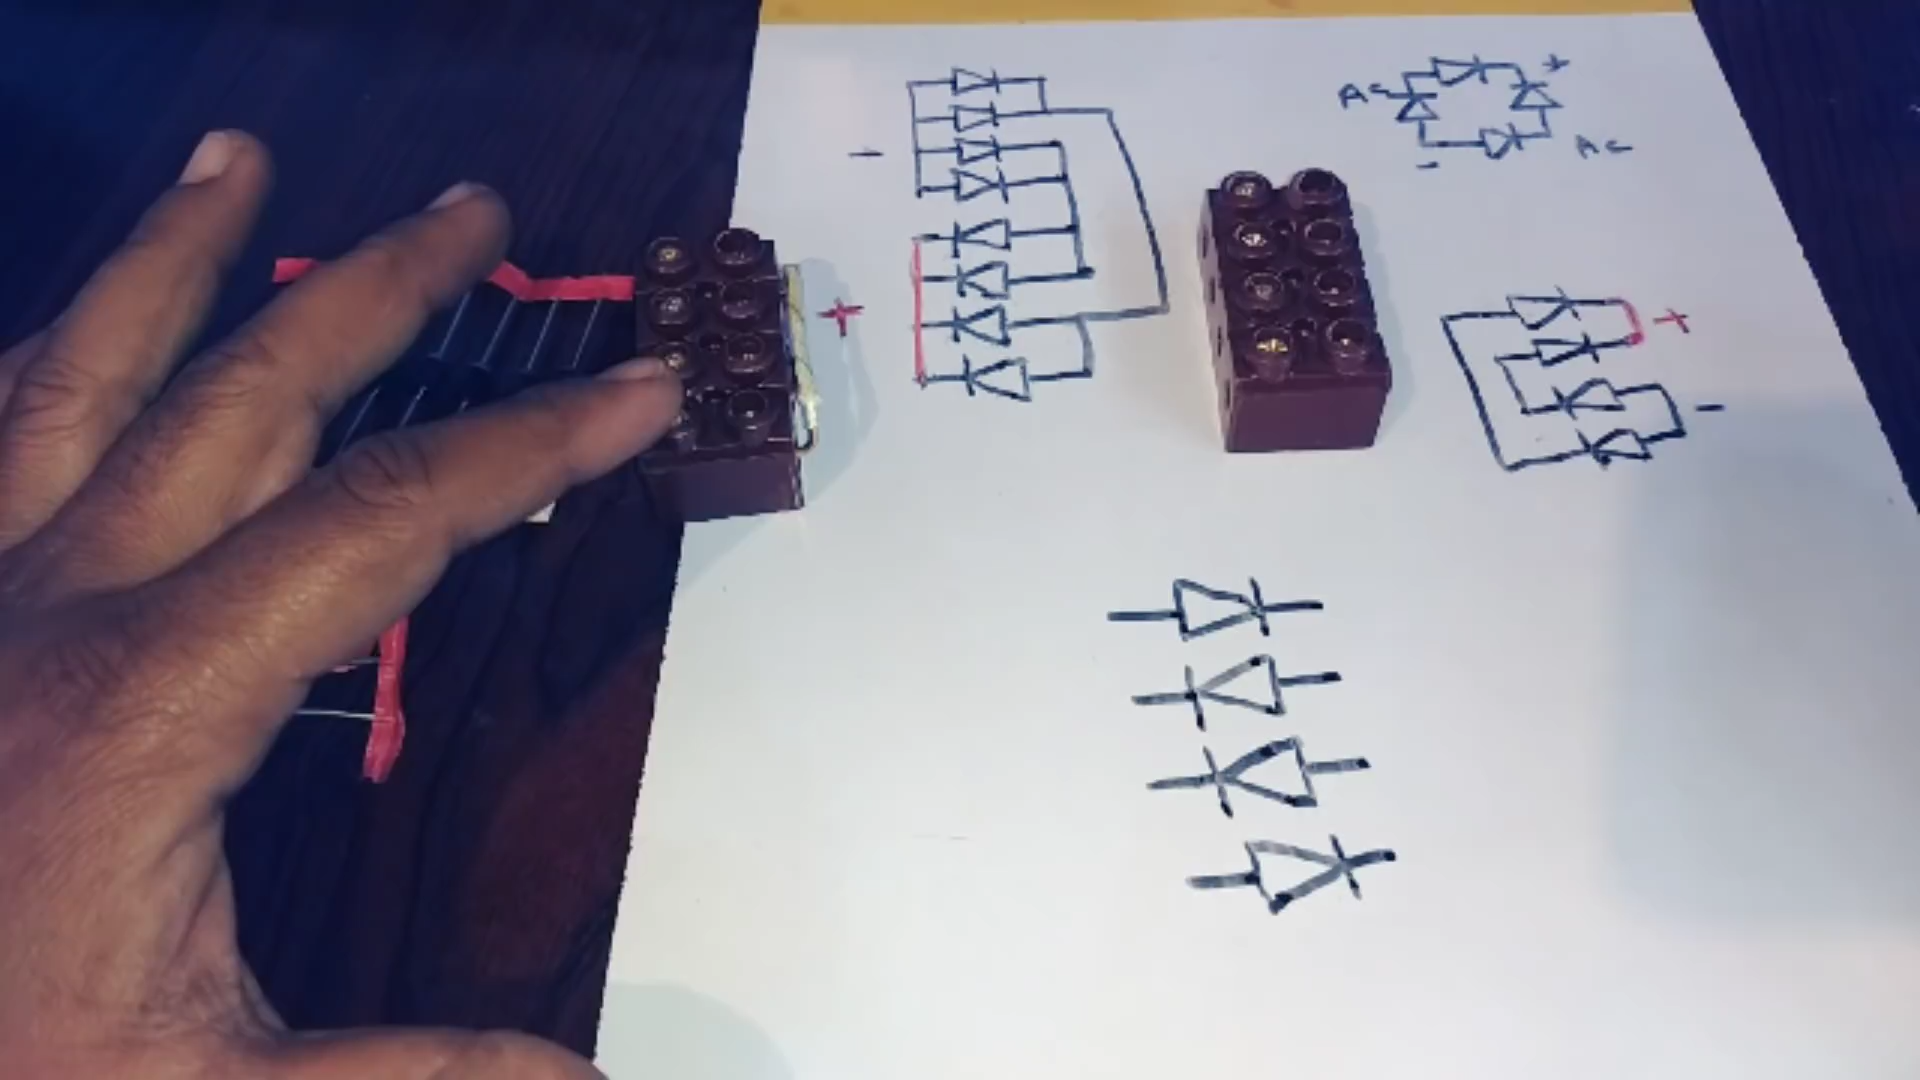 AC +
- AC
-
+
+
-